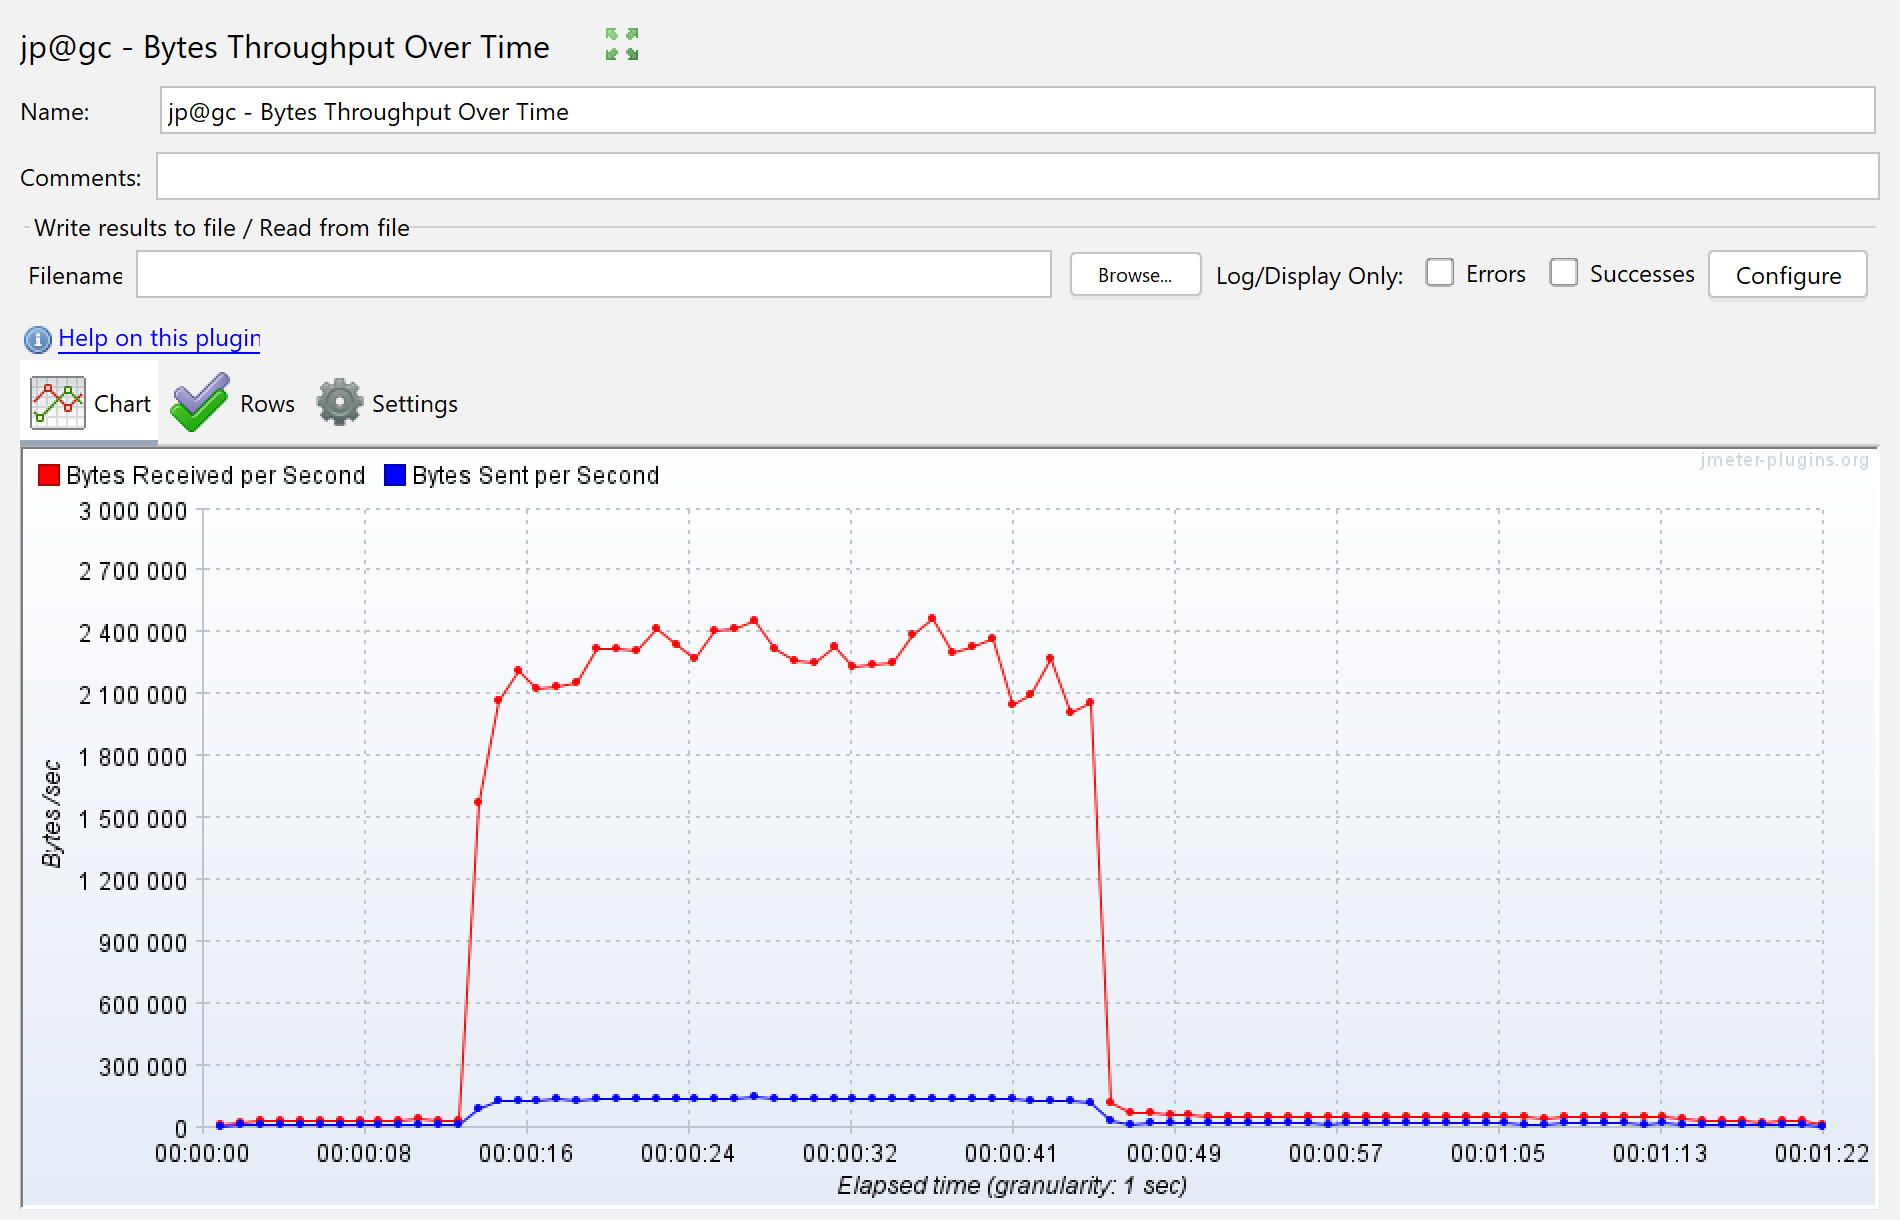 jp@gc - Bytes Throughput Over Time
Name: jp@gc - Bytes Throughput Over Time
Comments:
Write results to file / Read from file
Filename Browse... Log/Display Only: Errors Successes Configure
Help on this plugin
Chart Rows Settings
Bytes Received per Second Bytes Sent per Second jmeter-plugins.org
3 000 000
2 700 000
2 400 000
2 100 000
1 800 000
1 500 000
1 200 000
900 000
600 000
300 000
0
Bytes /sec
00:00:00 00:00:08 00:00:16 00:00:24 00:00:32 00:00:41 00:00:49 00:00:57 00:01:05 00:01:13 00:01:22
Elapsed time (granularity: 1 sec)